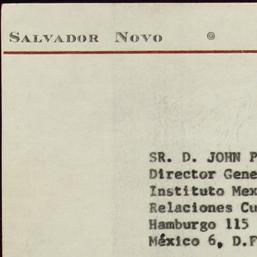 SALVADOR NOVO
SR. D. JOHN P
Director Gene
Instituto Mex
Relaciones Cu
Hamburgo 115
México 6, D.F